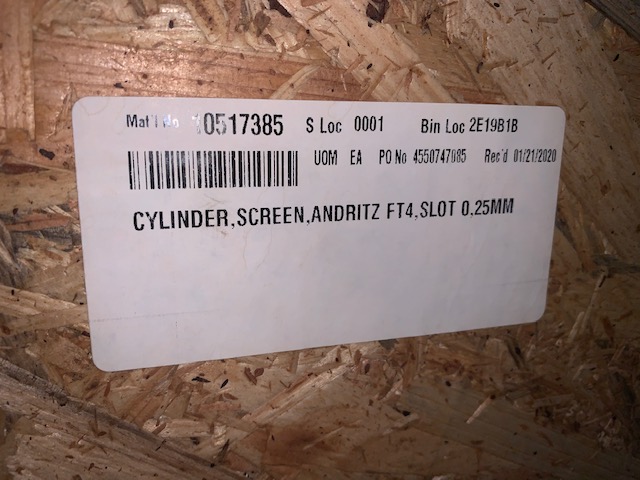 Mat'l No 10517385 S Loc 0001 Bin Loc 2E19B1B
UOM EA PO No 4550747085 Rec'd 01/21/2020
CYLINDER,SCREEN,ANDRITZ FT4,SLOT 0,25MM